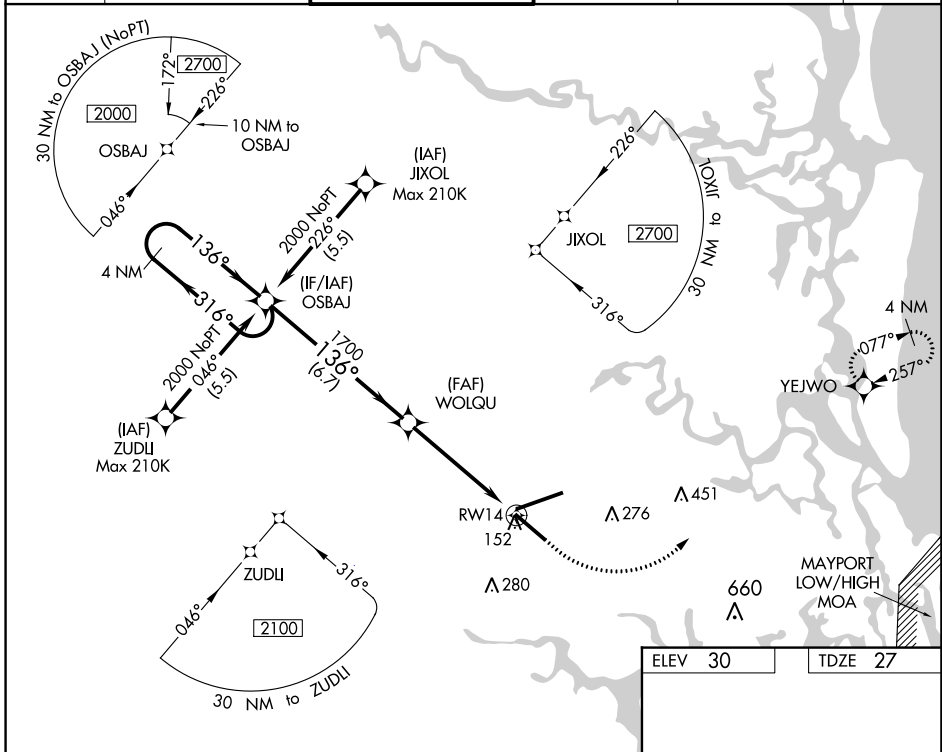 30 NM to OSBAJ (NoPT)
172°
2700
226°
2000
10 NM to
OSBAJ
OSBAJ
046°
(IAF)
JIXOL
Max 210K
2000 NoPT
226°
(5.5)
226°
JIXOL
2700
30 NM to JIXOL
316°
136°
4 NM
316°
(IF/IAF)
OSBAJ
2000 NoPT
046°
(5.5)
1700
136°
(6.7)
4 NM
077°
257°
YEJWO
(FAF)
WOLQU
(IAF)
ZUDLI
Max 210K
RW14
152
276
451
280
660
MAYPORT
LOW/HIGH
MOA
ZUDLI
046°
316°
2100
30 NM to ZUDLI
ELEV 30
TDZE 27